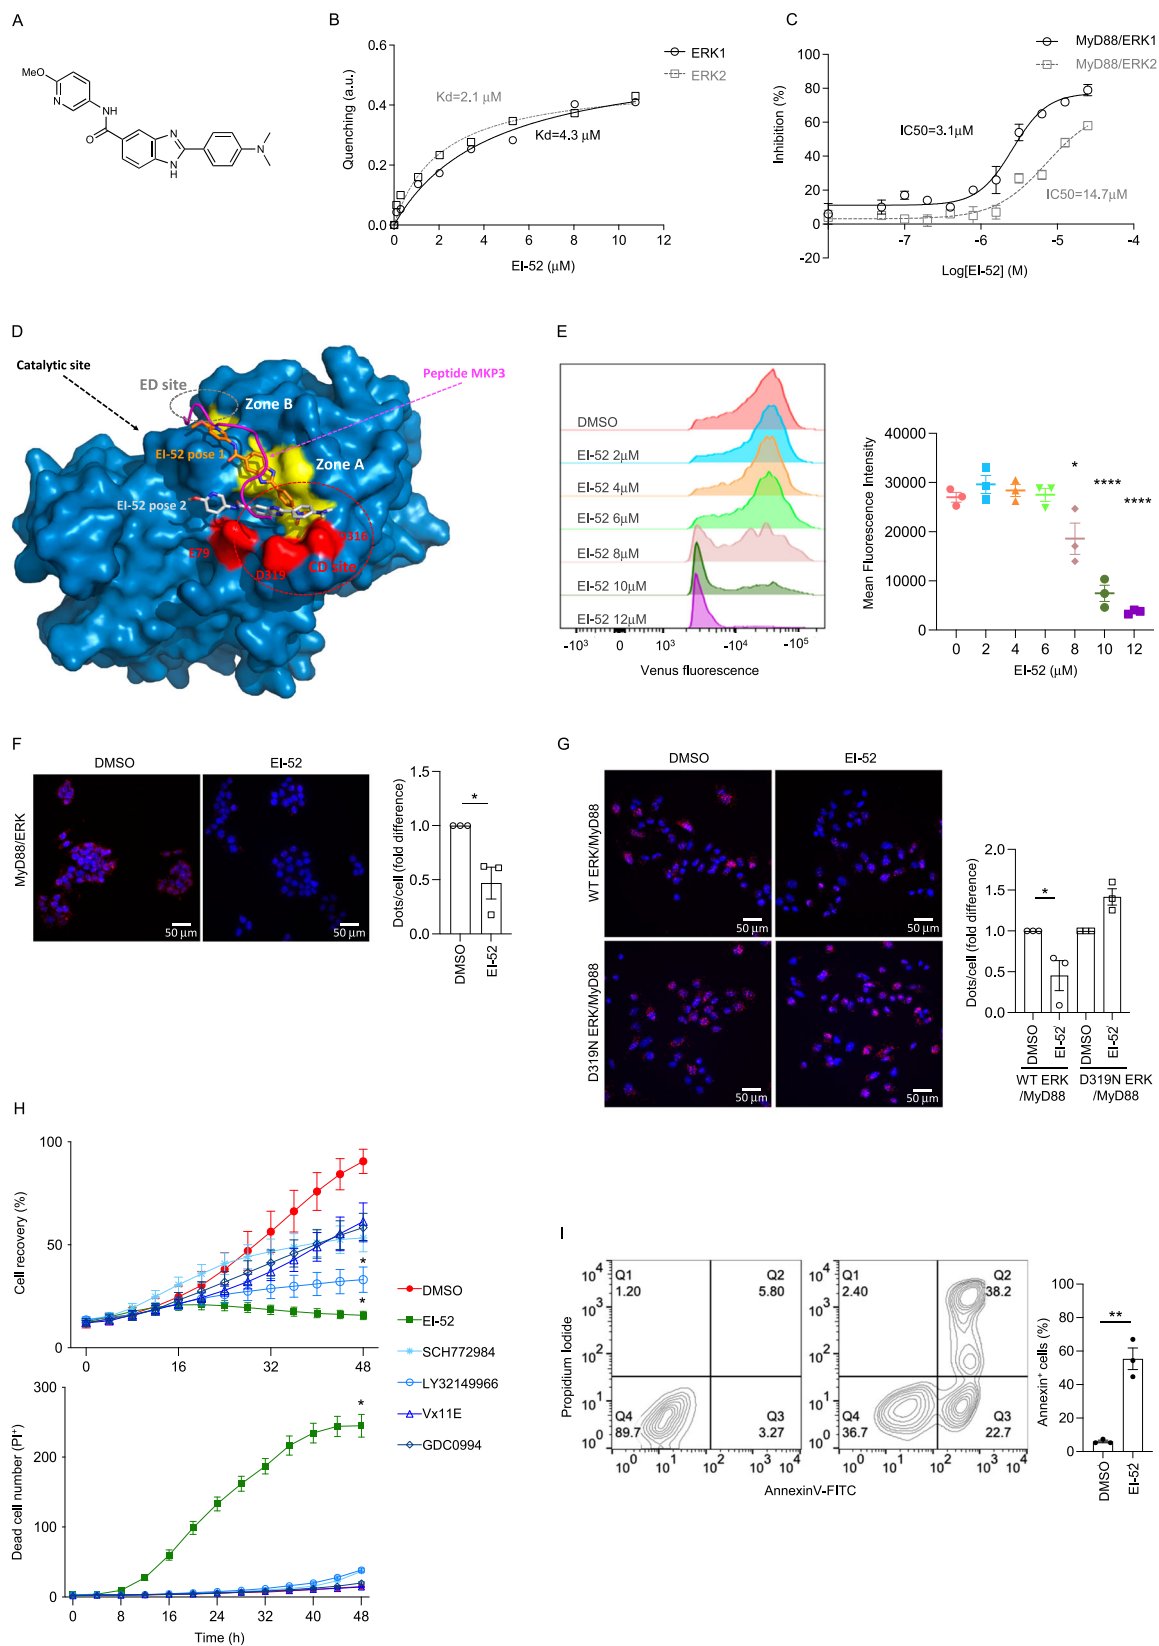 A
MeO
N
NH
O
N
N
H
N
B
Quenching (a.u.)
0.6
0.4
0.2
0.0
0
2
4
6
8
10
12
EI-52 (μM)
Kd=2.1 μM
Kd=4.3 μM
ERK1
ERK2
C
Inhibition (%)
100
80
60
40
20
0
-20
-7
-6
-5
-4
Log[EI-52] (M)
IC50=3.1μM
IC50=14.7μM
MyD88/ERK1
MyD88/ERK2
D
Catalytic site
ED site
Zone B
Peptide MKP3
EI-52 pose 1
Zone A
EI-52 pose 2
E79
D316
D319
CD site
E
DMSO
EI-52 2μM
EI-52 4μM
EI-52 6μM
EI-52 8μM
EI-52 10μM
EI-52 12μM
-10³
0
10³
-10⁴
-10⁵
Venus fluorescence
Mean Fluorescence Intensity
40000
30000
20000
10000
0
*
****
****
0
2
4
6
8
10
12
EI-52 (μM)
F
DMSO
EI-52
MyD88/ERK
50 μm
50 μm
Dots/cell (fold difference)
1.5
1.0
0.5
0.0
*
DMSO
EI-52
G
DMSO
EI-52
WT ERK/MyD88
D319N ERK/MyD88
50 μm
50 μm
50 μm
50 μm
Dots/cell (fold difference)
2.0
1.5
1.0
0.5
0.0
*
DMSO
EI-52
DMSO
EI-52
WT ERK
/MyD88
D319N ERK
/MyD88
H
Cell recovery (%)
100
50
0
0
16
32
48
*
*
DMSO
EI-52
SCH772984
LY32149966
Vx11E
GDC0994
Dead cell number (PI⁺)
300
200
100
0
*
0
8
16
24
32
40
48
Time (h)
I
Propidium Iodide
10⁴
10³
10²
10¹
10⁰
Q1
1.20
Q2
5.80
Q4
89.7
Q3
3.27
10⁰
10¹
10²
10³
10⁴
10⁴
10³
10²
10¹
10⁰
Q1
2.40
Q2
38.2
Q4
36.7
Q3
22.7
10⁰
10¹
10²
10³
10⁴
AnnexinV-FITC
Annexin⁺ cells (%)
80
60
40
20
0
**
DMSO
EI-52